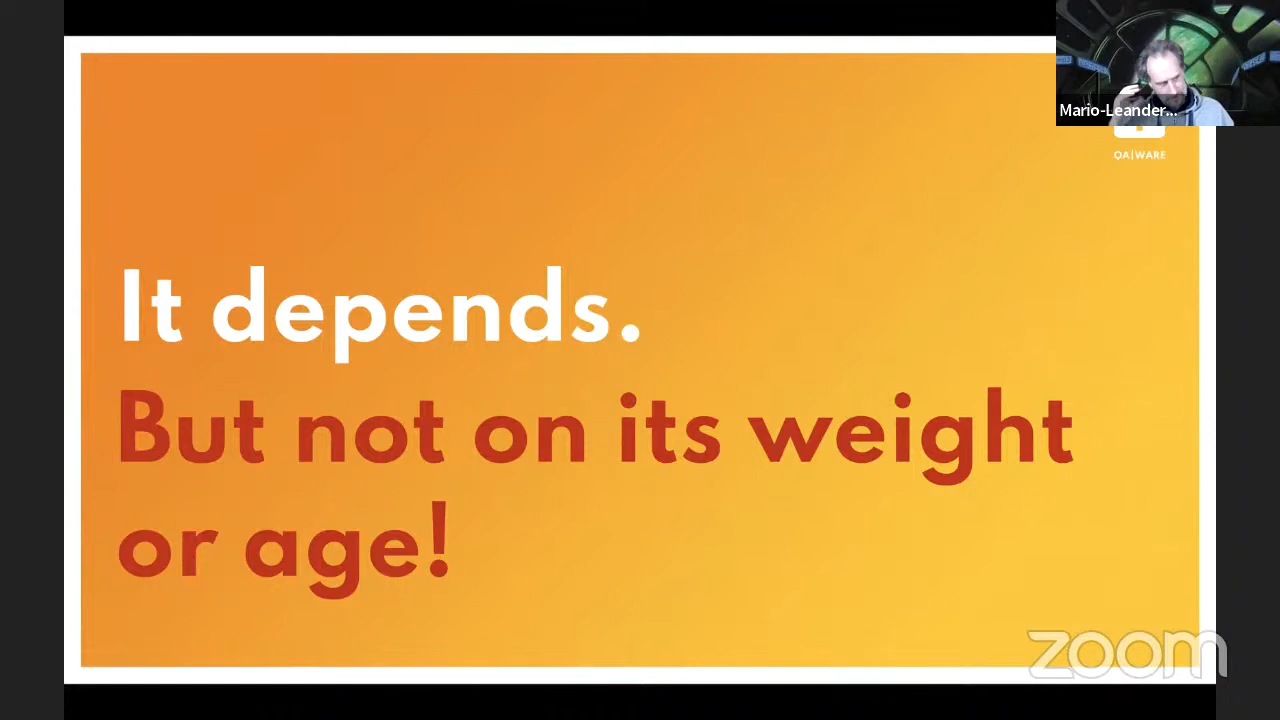 Mario-Leander...
QA|WARE
It depends.
But not on its weight
or age!
zoom